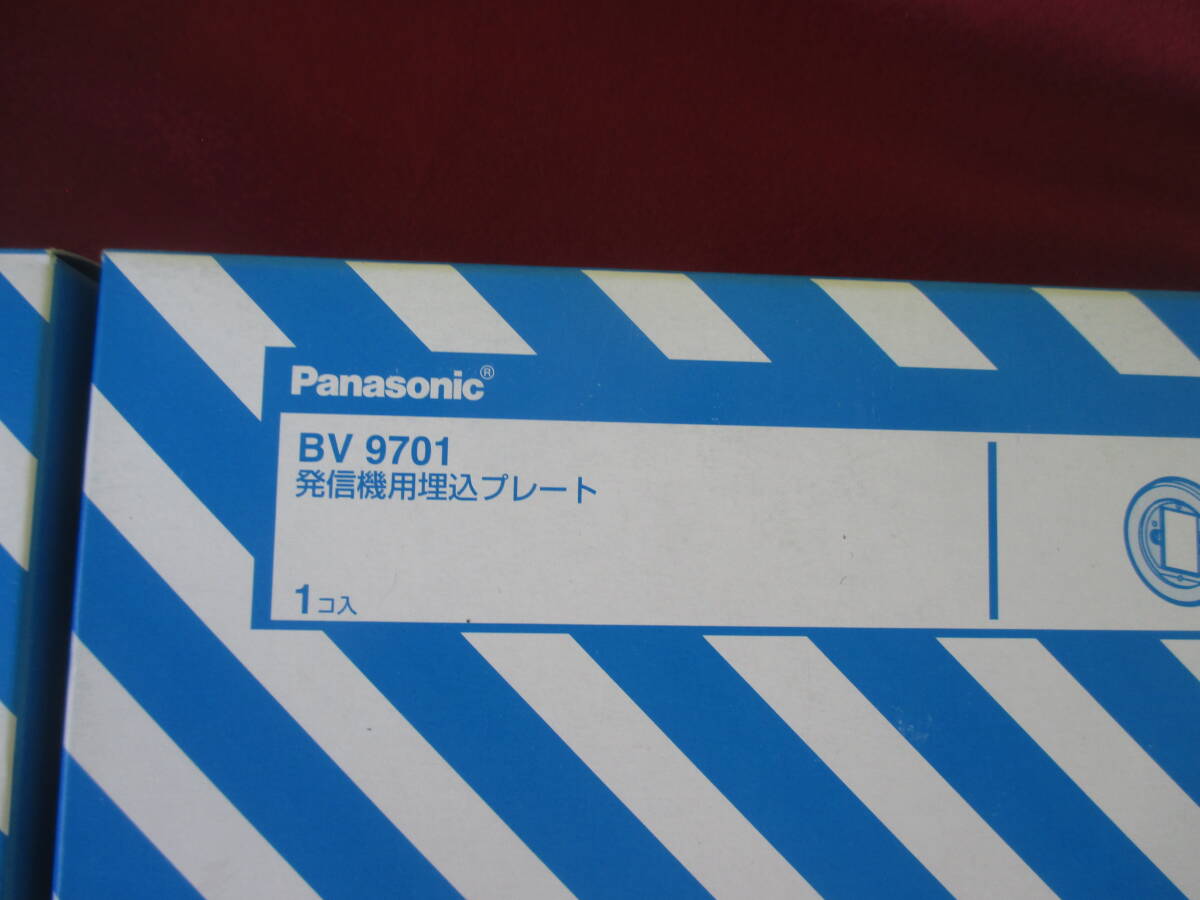 Panasonic®
BV 9701
発信機用埋込プレート
1コ入